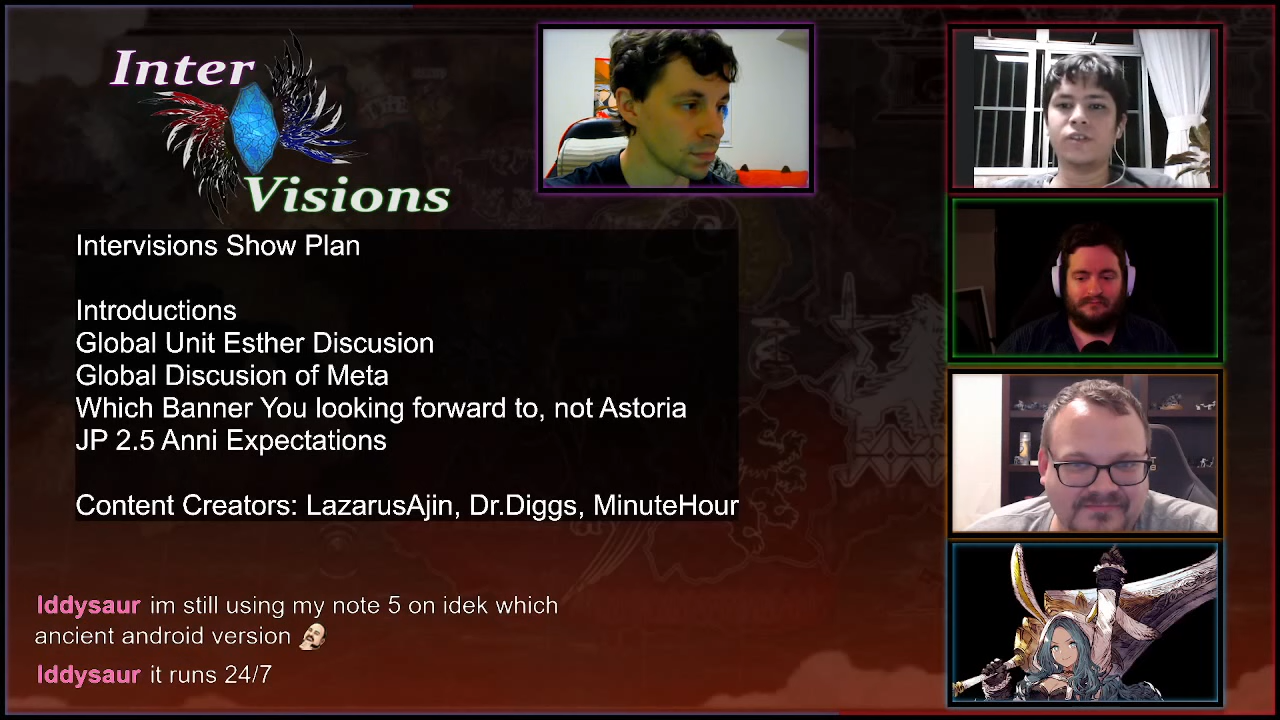 Inter
Visions
Intervisions Show Plan
Introductions
Global Unit Esther Discusion
Global Discusion of Meta
Which Banner You looking forward to, not Astoria
JP 2.5 Anni Expectations
Content Creators: LazarusAjin, Dr.Diggs, MinuteHour
Iddysaur im still using my note 5 on idek which
ancient android version
Iddysaur it runs 24/7